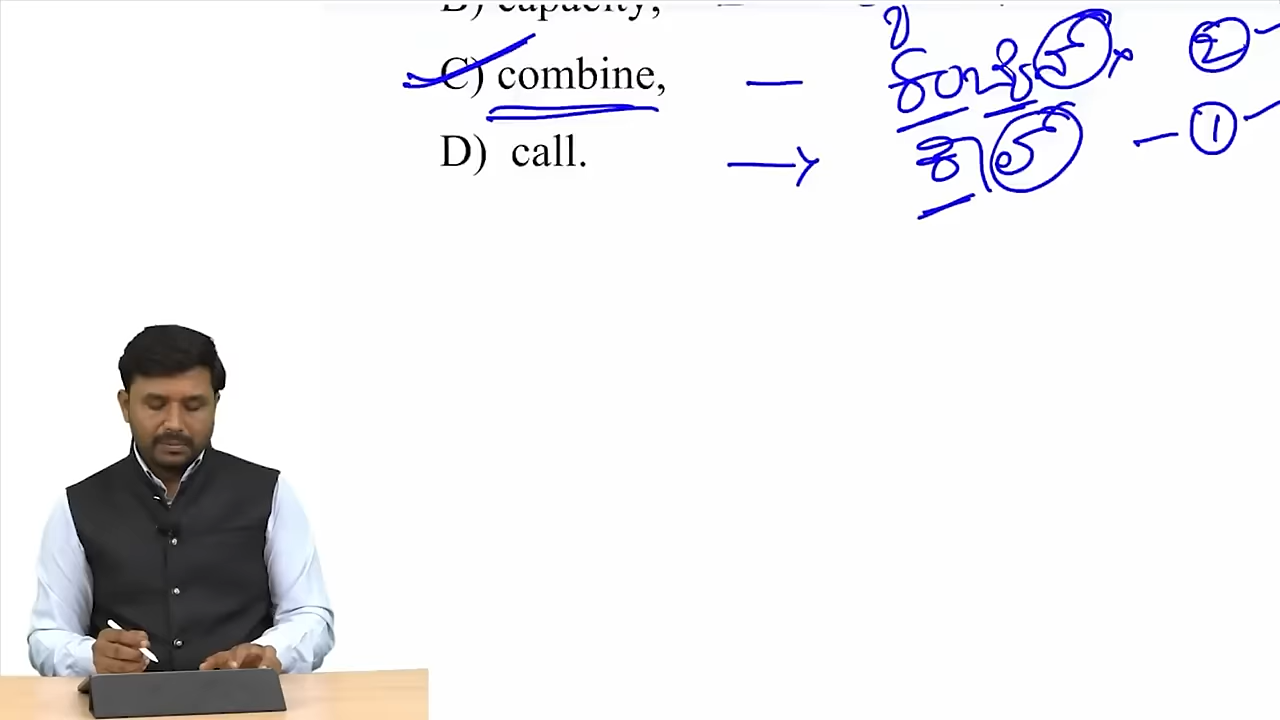 B) capacity,
C) combine, — ಕಂಬೈನ್ × ②
D) call. → ಕಾಲ್ — ①